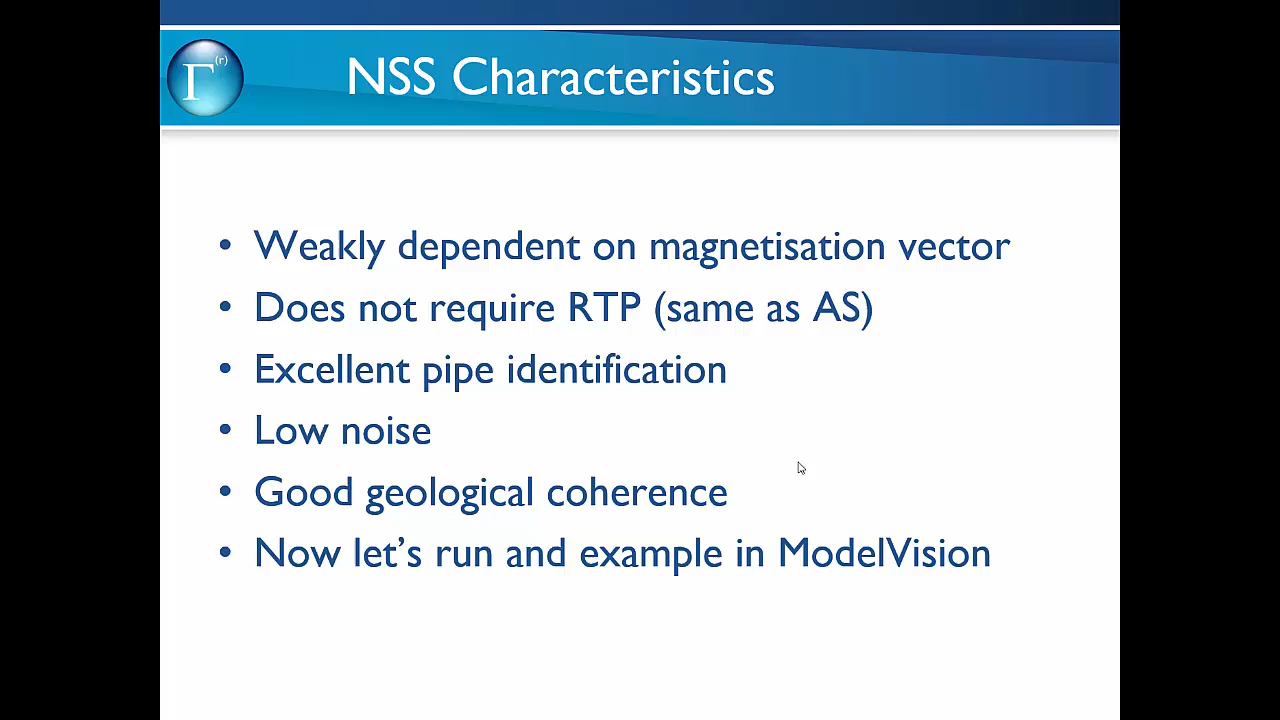 Γ(r)
NSS Characteristics
• Weakly dependent on magnetisation vector
• Does not require RTP (same as AS)
• Excellent pipe identification
• Low noise
• Good geological coherence
• Now let’s run and example in ModelVision